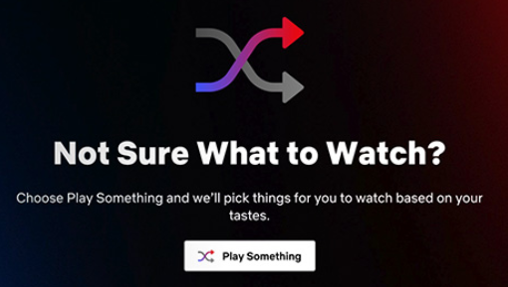 Not Sure What to Watch?
Choose Play Something and we'll pick things for you to watch based on your
tastes.
Play Something